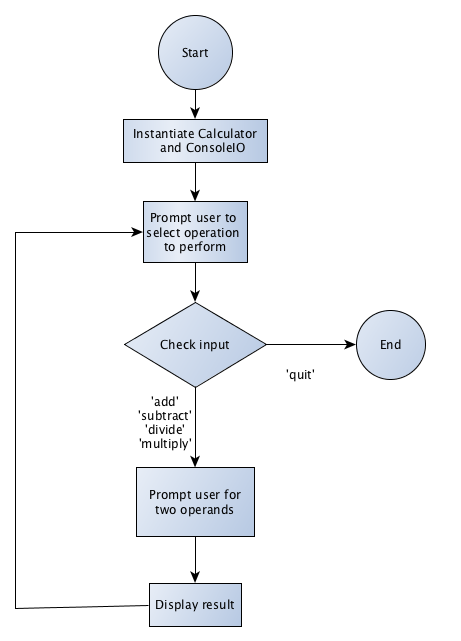 Start
Instantiate Calculator
and ConsoleIO
Prompt user to
select operation
to perform
Check input
End
'quit'
'add'
'subtract'
'divide'
'multiply'
Prompt user for
two operands
Display result